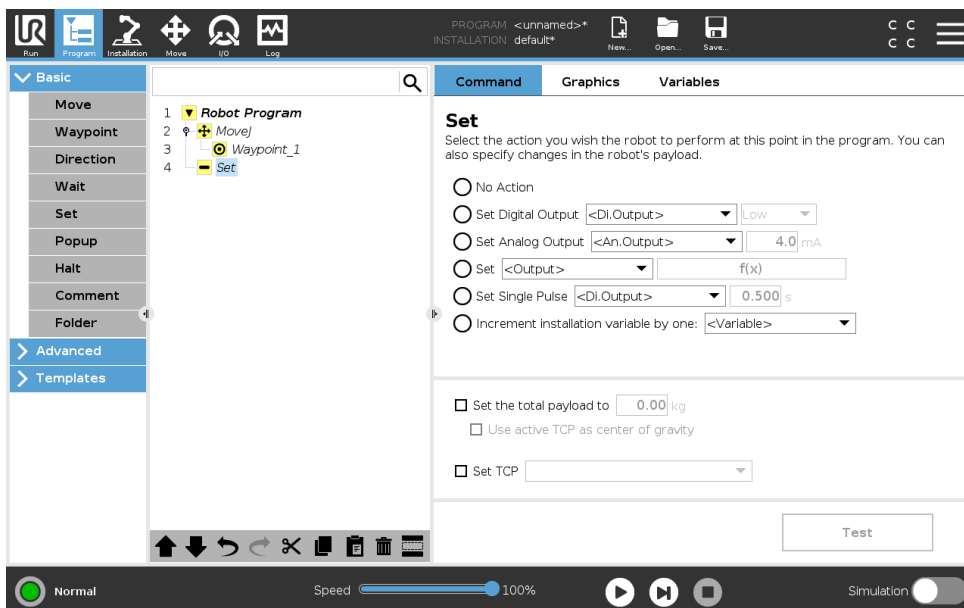 UR
Run
Program
Installation
Move
I/O
Log
PROGRAM <unnamed>*
INSTALLATION default*
New...
Open...
Save...
C C
C C
Basic
Move
Waypoint
Direction
Wait
Set
Popup
Halt
Comment
Folder
Advanced
Templates
1 Robot Program
2 MoveJ
3 Waypoint_1
4 Set
Command Graphics Variables
Set
Select the action you wish the robot to perform at this point in the program. You can
also specify changes in the robot's payload.
No Action
Set Digital Output <Di.Output> Low
Set Analog Output <An.Output> 4.0 mA
Set <Output> f(x)
Set Single Pulse <Di.Output> 0.500 s
Increment installation variable by one: <Variable>
Set the total payload to 0.00 kg
Use active TCP as center of gravity
Set TCP
Test
Normal
Speed 100%
Simulation